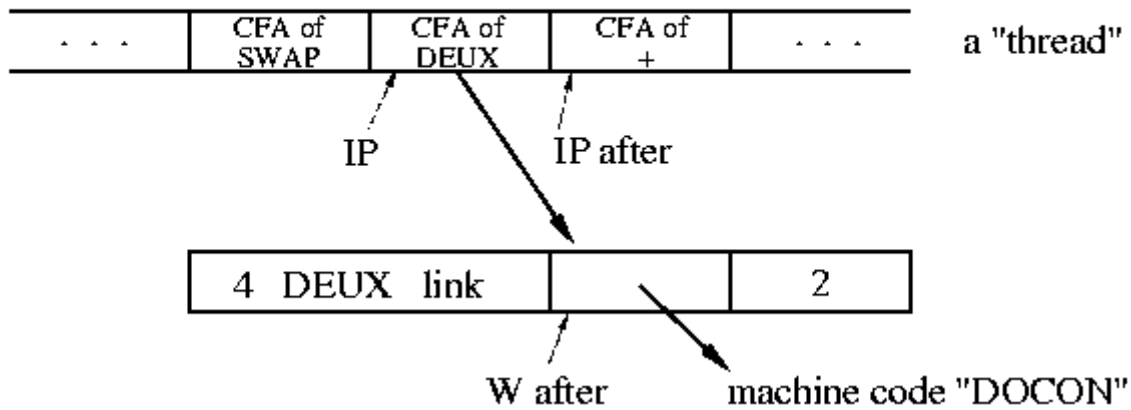 . . . CFA of SWAP CFA of DEUX CFA of + . . . a "thread"
IP IP after
4 DEUX link 2
W after machine code "DOCON"